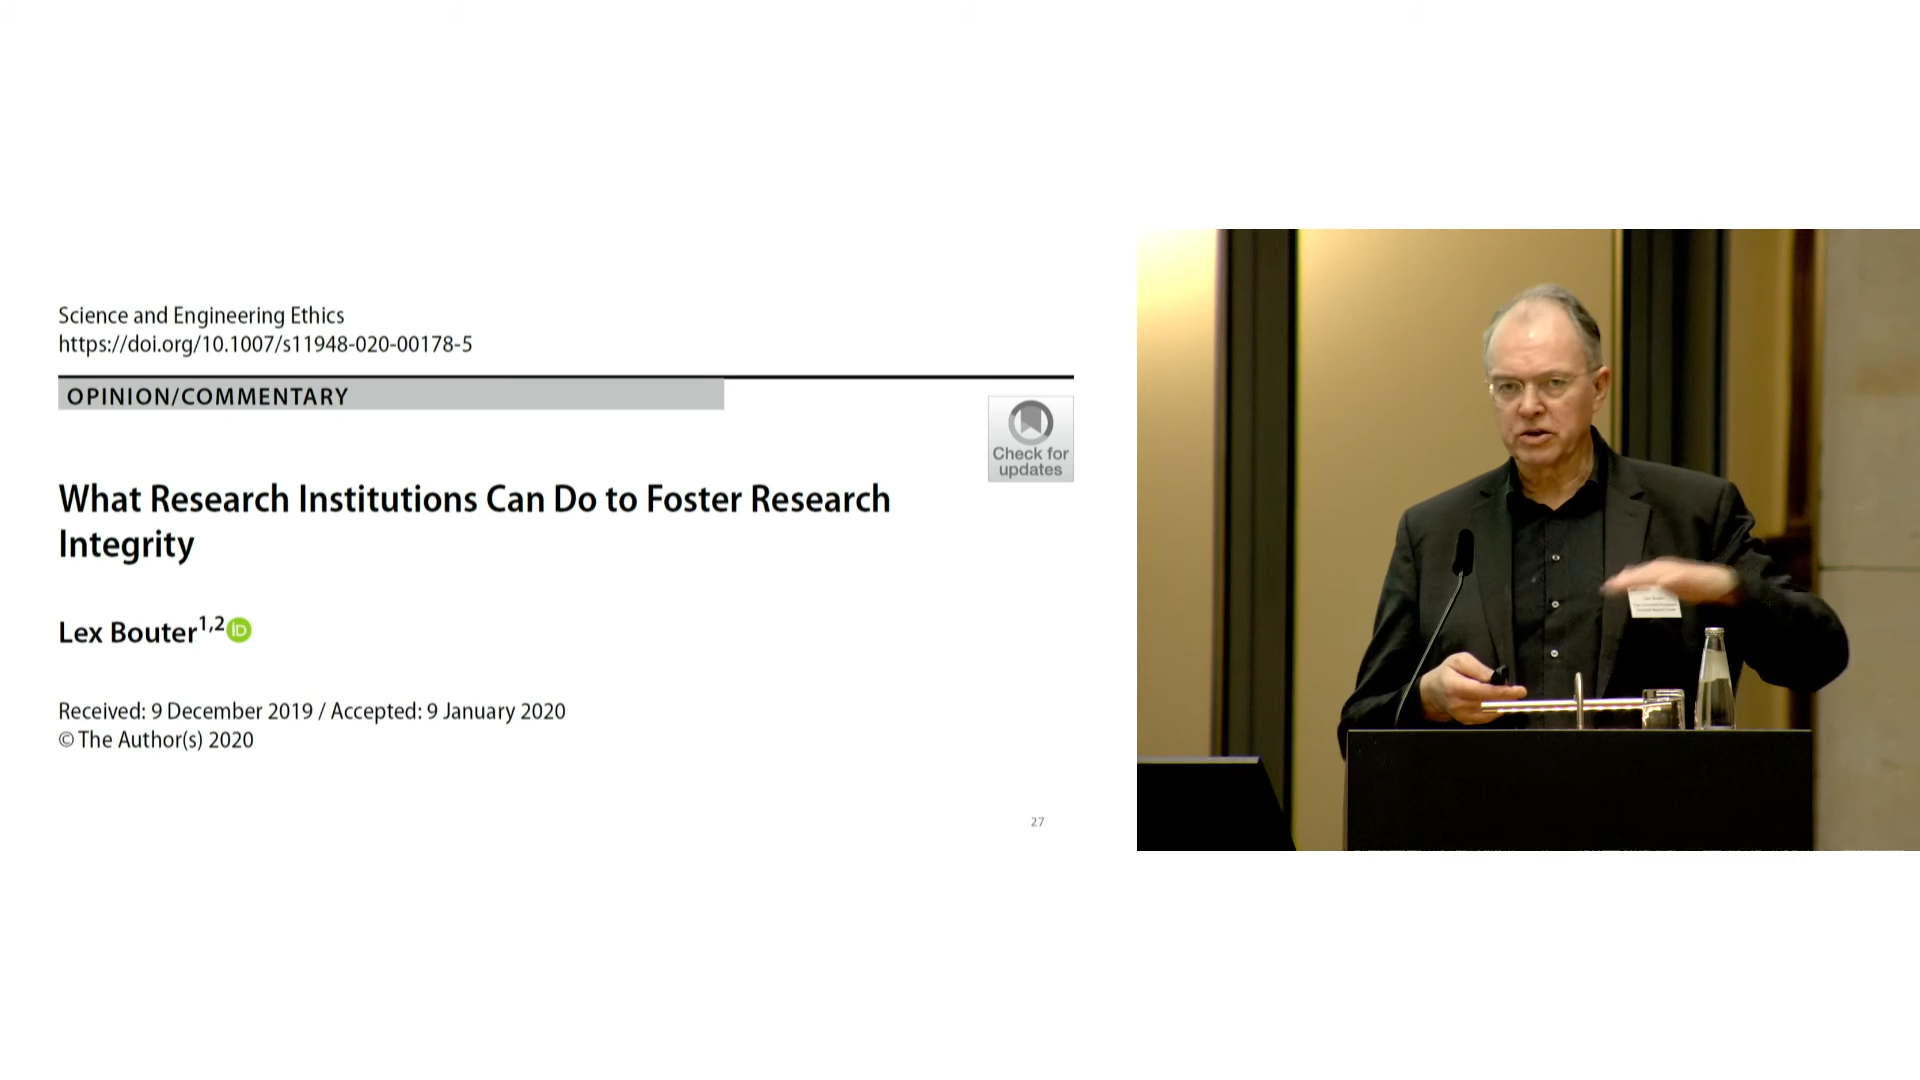 Science and Engineering Ethics
https://doi.org/10.1007/s11948-020-00178-5
OPINION/COMMENTARY
Check for
updates
What Research Institutions Can Do to Foster Research
Integrity
Lex Bouter1,2 iD
Received: 9 December 2019 / Accepted: 9 January 2020
© The Author(s) 2020
27